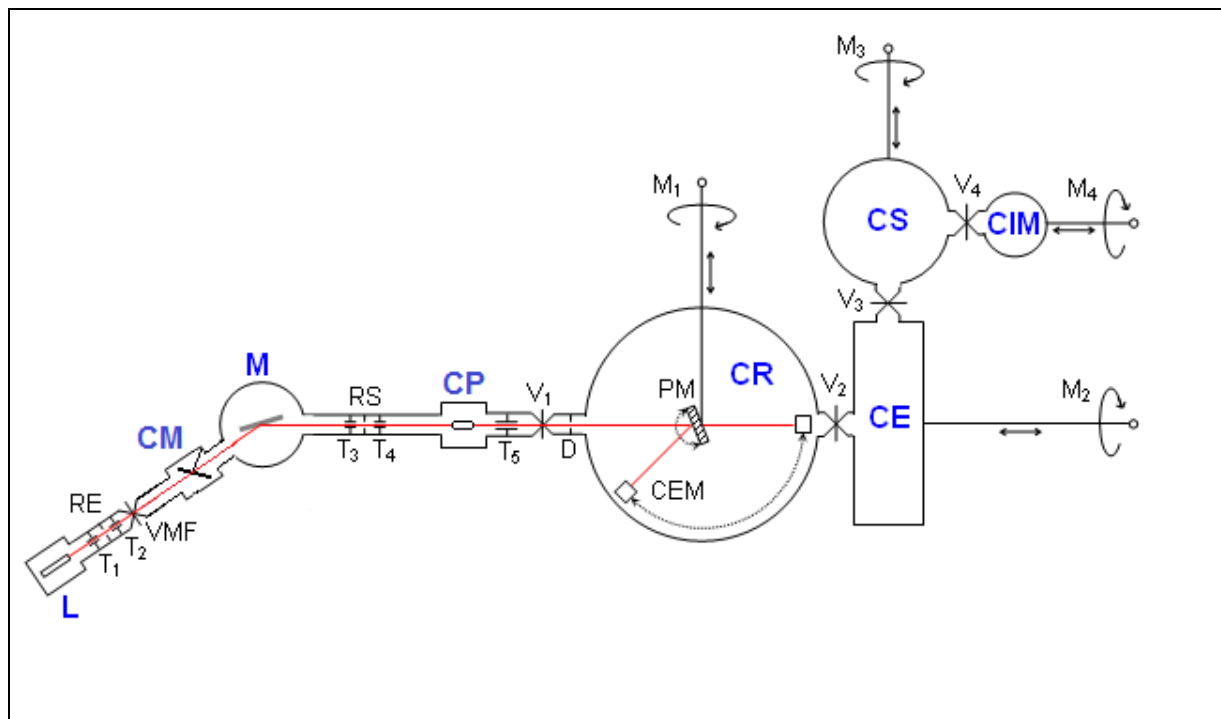 M₃
M₁
V₄
M₄
CS
CIM
V₃
M
RS
CP
V₁
PM
CR
V₂
CE
M₂
CM
T₃
T₄
T₅
D
RE
CEM
VMF
T₂
T₁
L